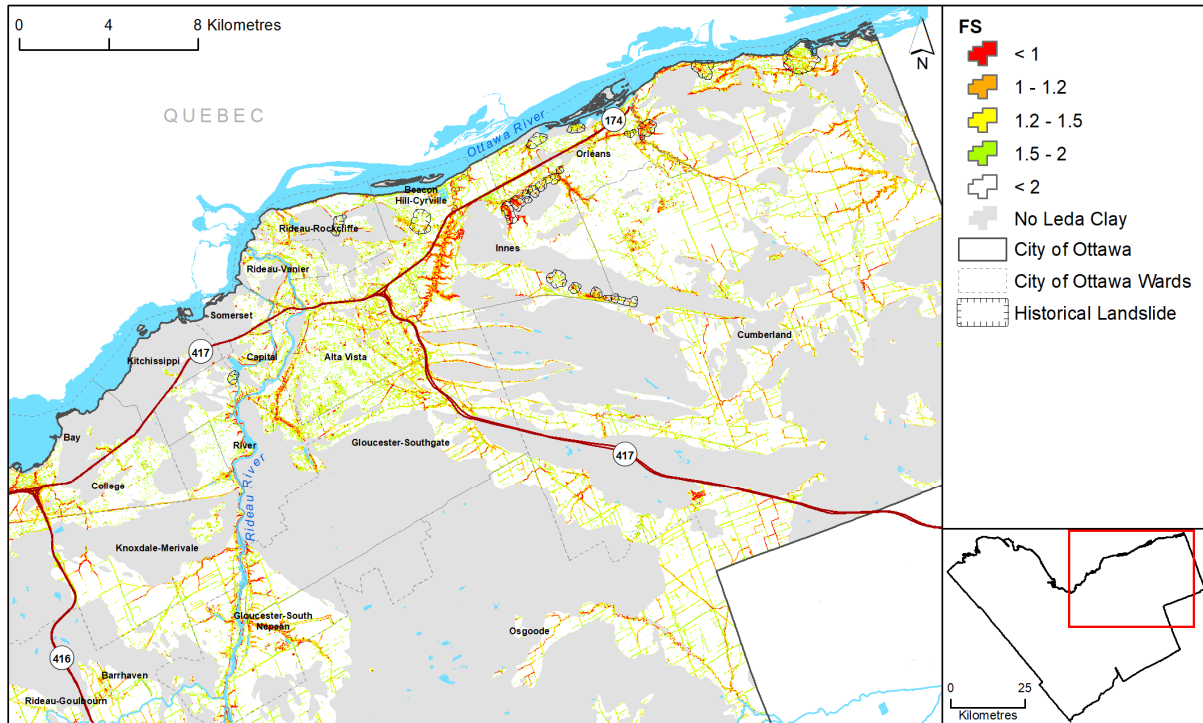 0 4 8 Kilometres
N
QUEBEC
Ottawa River
174
Orléans
Beacon
Hill-Cyrville
Rideau-Rockcliffe
Innes
Rideau-Vanier
Somerset
Cumberland
417
Kitchissippi
Capital
Alta Vista
Bay
River
Gloucester-Southgate
417
College
Rideau River
Knoxdale-Merivale
Gloucester-South
Nepean
Osgoode
416
Barrhaven
Rideau-Goulbourn
FS
< 1
1 - 1.2
1.2 - 1.5
1.5 - 2
< 2
No Leda Clay
City of Ottawa
City of Ottawa Wards
Historical Landslide
0 25
Kilometres